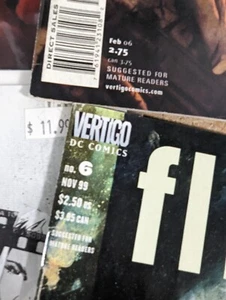 DIRECT SALES
Feb 06
2.75
CAN 3.75
SUGGESTED FOR
MATURE READERS
vertigocomics.com
$ 11.99
VERTIGO
DC COMICS
no. 6
NOV 99
$2.50 US
$3.95 CAN
SUGGESTED FOR
MATURE READERS
fl